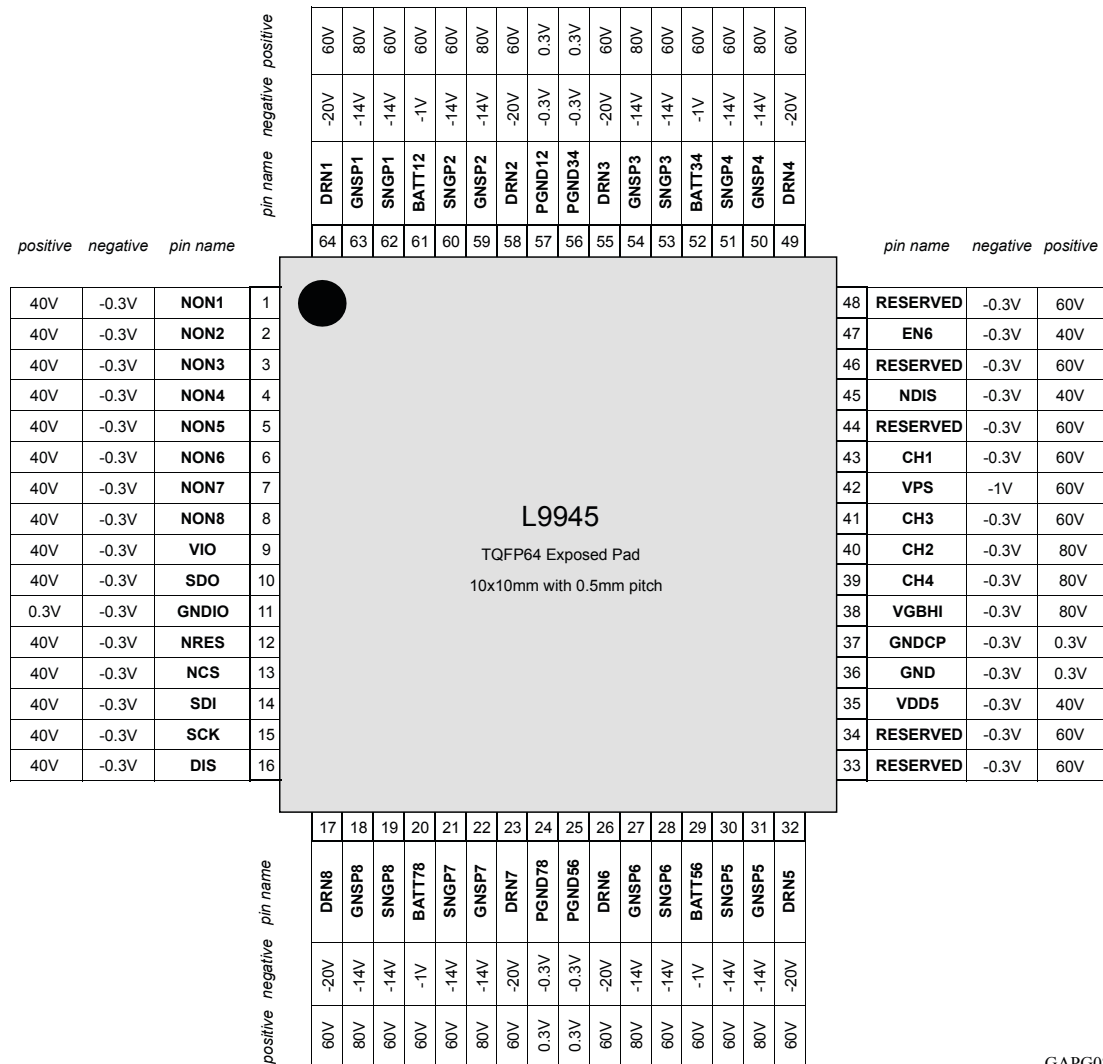 positive 60V 80V 60V 60V 60V 80V 60V 0.3V 0.3V 60V 80V 60V 60V 60V 80V 60V
negative -20V -14V -14V -1V -14V -14V -20V -0.3V -0.3V -20V -14V -14V -1V -14V -14V -20V
pin name DRN1 GNSP1 SNGP1 BATT12 SNGP2 GNSP2 DRN2 PGND12 PGND34 DRN3 GNSP3 SNGP3 BATT34 SNGP4 GNSP4 DRN4
64 63 62 61 60 59 58 57 56 55 54 53 52 51 50 49
positive negative pin name
40V -0.3V NON1 1
40V -0.3V NON2 2
40V -0.3V NON3 3
40V -0.3V NON4 4
40V -0.3V NON5 5
40V -0.3V NON6 6
40V -0.3V NON7 7
40V -0.3V NON8 8
40V -0.3V VIO 9
40V -0.3V SDO 10
0.3V -0.3V GNDIO 11
40V -0.3V NRES 12
40V -0.3V NCS 13
40V -0.3V SDI 14
40V -0.3V SCK 15
40V -0.3V DIS 16
L9945
TQFP64 Exposed Pad
10x10mm with 0.5mm pitch
pin name negative positive
48 RESERVED -0.3V 60V
47 EN6 -0.3V 40V
46 RESERVED -0.3V 60V
45 NDIS -0.3V 40V
44 RESERVED -0.3V 60V
43 CH1 -0.3V 60V
42 VPS -1V 60V
41 CH3 -0.3V 60V
40 CH2 -0.3V 80V
39 CH4 -0.3V 80V
38 VGBHI -0.3V 80V
37 GNDCP -0.3V 0.3V
36 GND -0.3V 0.3V
35 VDD5 -0.3V 40V
34 RESERVED -0.3V 60V
33 RESERVED -0.3V 60V
17 18 19 20 21 22 23 24 25 26 27 28 29 30 31 32
pin name DRN8 GNSP8 SNGP8 BATT78 SNGP7 GNSP7 DRN7 PGND78 PGND56 DRN6 GNSP6 SNGP6 BATT56 SNGP5 GNSP5 DRN5
negative -20V -14V -14V -1V -14V -14V -20V -0.3V -0.3V -20V -14V -14V -1V -14V -14V -20V
positive 60V 80V 60V 60V 60V 80V 60V 0.3V 0.3V 60V 80V 60V 60V 60V 80V 60V